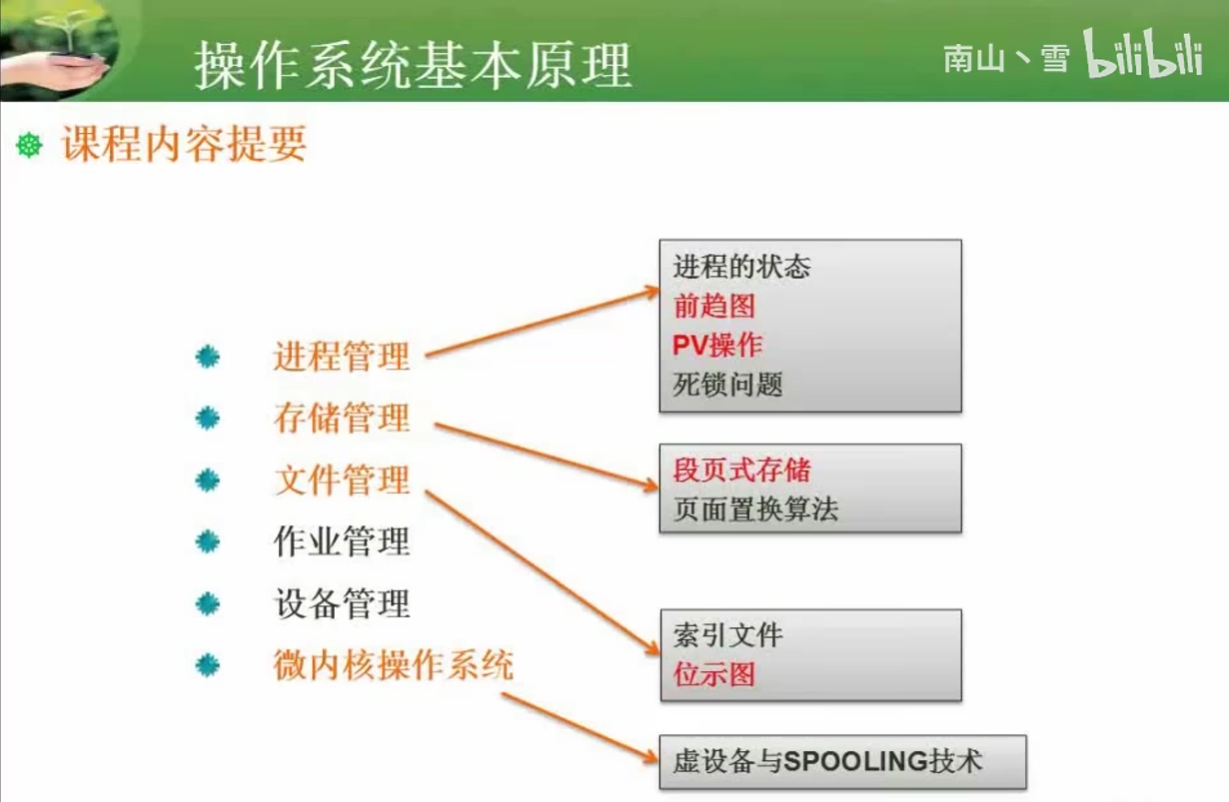 操作系统基本原理
南山丶雪 bilibili
课程内容提要
进程管理
存储管理
文件管理
作业管理
设备管理
微内核操作系统
进程的状态
前趋图
PV操作
死锁问题
段页式存储
页面置换算法
索引文件
位示图
虚设备与SPOOLING技术